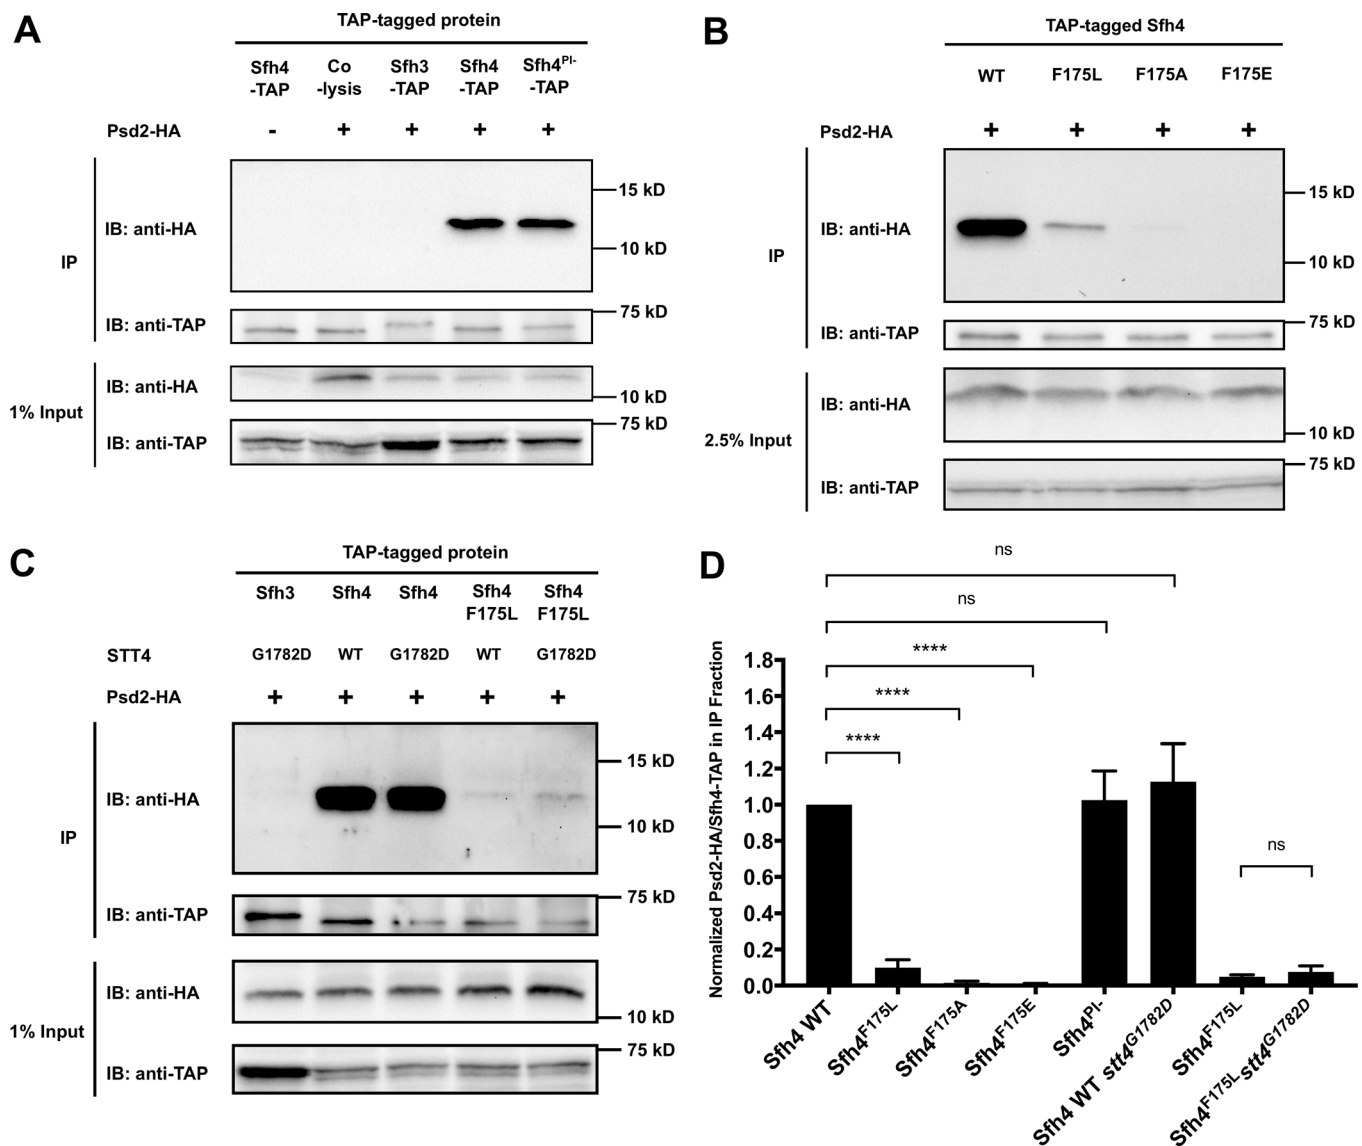 A
TAP-tagged protein
Sfh4 -TAP
Co -lysis
Sfh3 -TAP
Sfh4 -TAP
Sfh4PI- -TAP
Psd2-HA - + + + +
IP
IB: anti-HA
15 kD
10 kD
IB: anti-TAP
75 kD
1% Input
IB: anti-HA
10 kD
IB: anti-TAP
75 kD
B
TAP-tagged Sfh4
WT F175L F175A F175E
Psd2-HA + + + +
IP
IB: anti-HA
15 kD
10 kD
IB: anti-TAP
75 kD
2.5% Input
IB: anti-HA
10 kD
IB: anti-TAP
75 kD
C
TAP-tagged protein
Sfh3 Sfh4 Sfh4 Sfh4 F175L Sfh4 F175L
STT4 G1782D WT G1782D WT G1782D
Psd2-HA + + + + +
IP
IB: anti-HA
15 kD
10 kD
IB: anti-TAP
75 kD
1% Input
IB: anti-HA
10 kD
IB: anti-TAP
75 kD
D
ns
ns
****
****
****
ns
Normalized Psd2-HA/Sfh4-TAP in IP Fraction
1.8
1.6
1.4
1.2
1.0
0.8
0.6
0.4
0.2
0.0
Sfh4 WT
Sfh4F175L
Sfh4F175A
Sfh4F175E
Sfh4PI-
Sfh4 WT stt4G1782D
Sfh4F175L
Sfh4F175L stt4G1782D